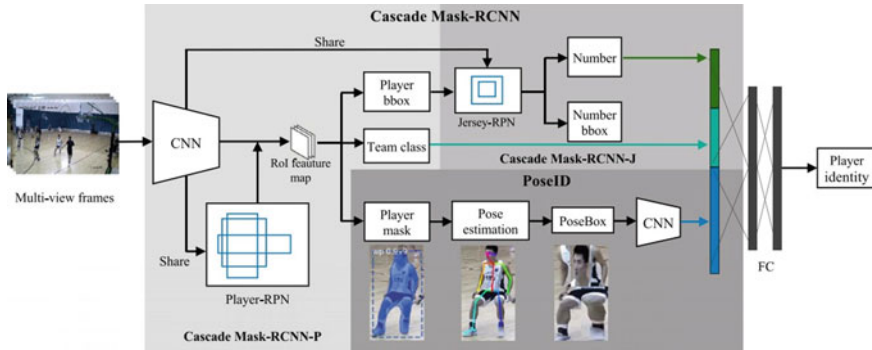 Cascade Mask-RCNN
Share
CNN
Player
bbox
Jersey-RPN
Number
Number
bbox
RoI feauture
map
Team class
Cascade Mask-RCNN-J
Multi-view frames
Player
identity
PoseID
Player
mask
Pose
estimation
PoseBox
CNN
Share
Player-RPN
FC
Cascade Mask-RCNN-P